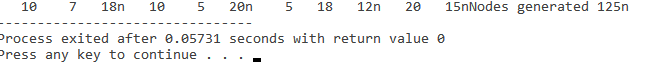 10 7 18n 10 5 20n 5 18 12n 20 15nNodes generated 125n
--------------------------------
Process exited after 0.05731 seconds with return value 0
Press any key to continue . . .